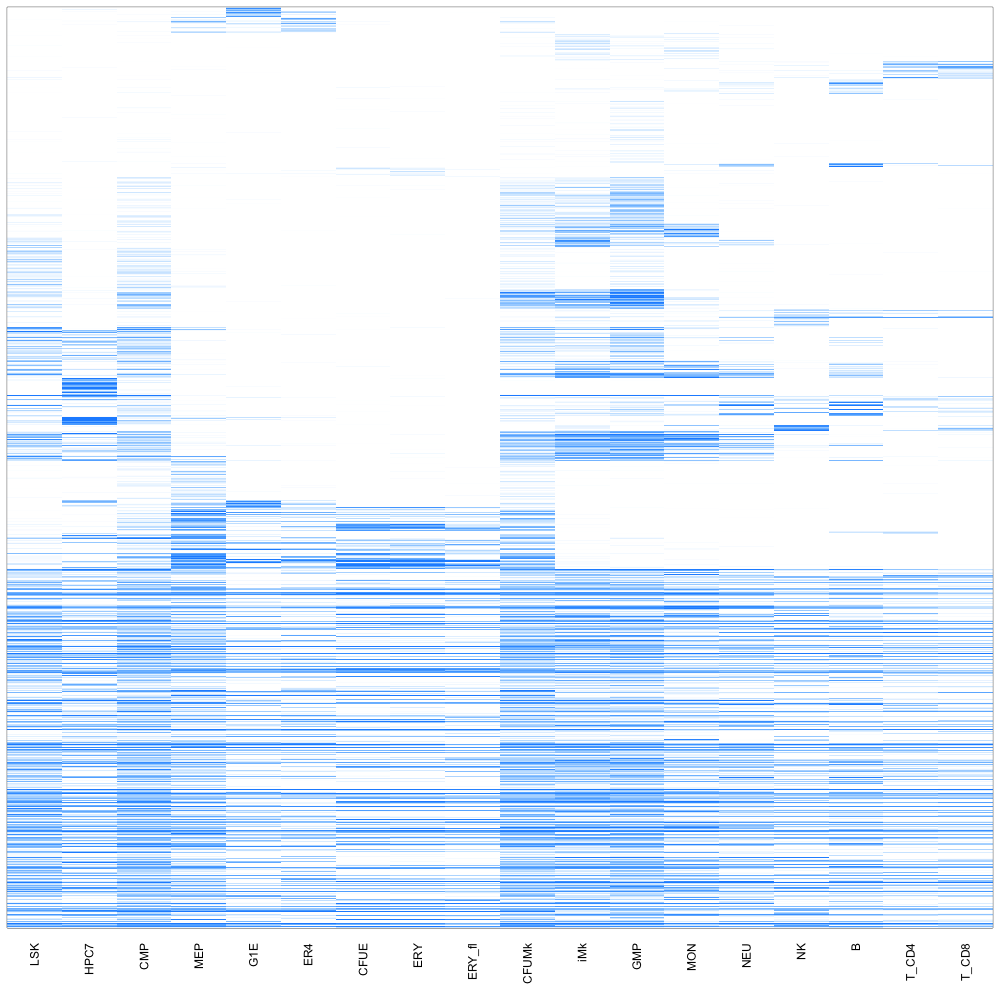 LSK
HPC7
CMP
MEP
G1E
ER4
CFUE
ERY
ERY_fl
CFUMk
iMk
GMP
MON
NEU
NK
B
T_CD4
T_CD8